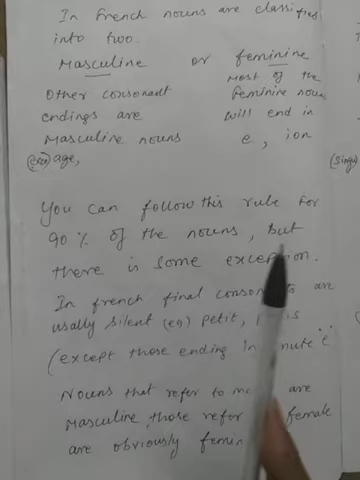 In French nouns are classified
into two.
Masculine or feminine
Other consonant Most of the
endings are feminine noun
Masculine nouns will end in
(exc) age, e, ion
(Singu
You can follow this rule for
90% of the nouns, but
there is some exception.
In french final consonants are
usally silent (eg) petit,
(except those ending in mute e
Nouns that refer to are
Masculine, those refer female
are obviously